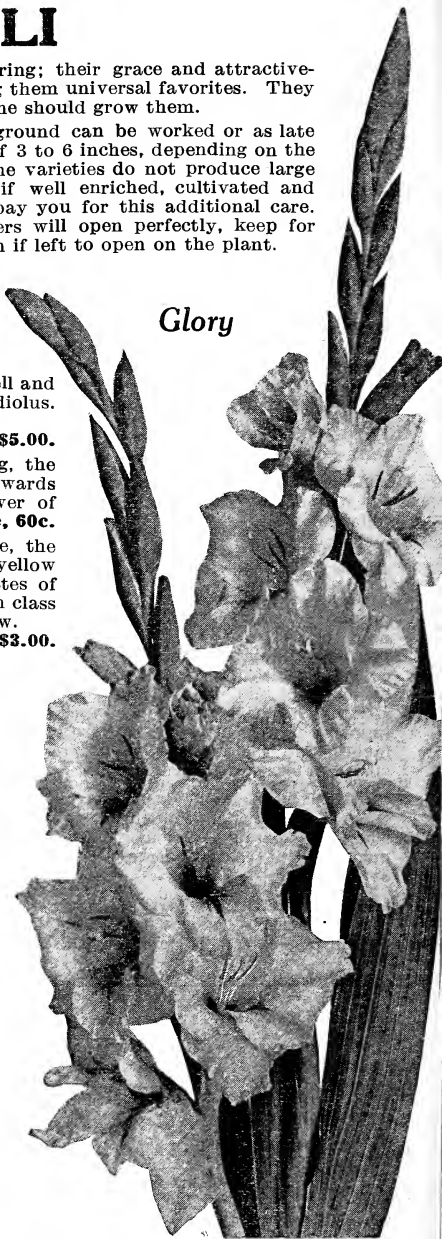 LI
ring; their grace and attractive-
; them universal favorites. They
ne should grow them.
ground can be worked or as late
f 3 to 6 inches, depending on the
ne varieties do not produce large
if well enriched, cultivated and
pay you for this additional care.
ers will open perfectly, keep for
n if left to open on the plant.
Glory
ll and
diolus.
$5.00.
g, the
wards
ver of
e, 60c.
e, the
yellow
tes of
n class
w.
$3.00.